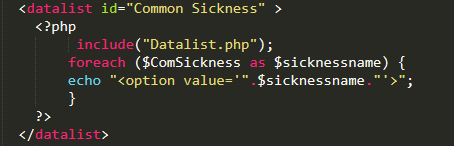 <datalist id="Common Sickness" >
<?php
include("Datalist.php");
foreach ($ComSickness as $sicknessname) {
echo "<option value='".$sicknessname."'>";
}
?>
</datalist>